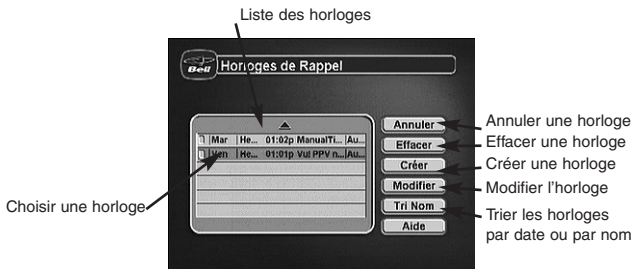 Liste des horloges
Bell
Horloges de Rappel
Annuler
Mar He... 01:02p ManualTi... Au...
Effacer
Ven He... 01:01p Vu! PPV n... Au...
Créer
Modifier
Tri Nom
Aide
Annuler une horloge
Effacer une horloge
Créer une horloge
Modifier l'horloge
Trier les horloges
par date ou par nom
Choisir une horloge